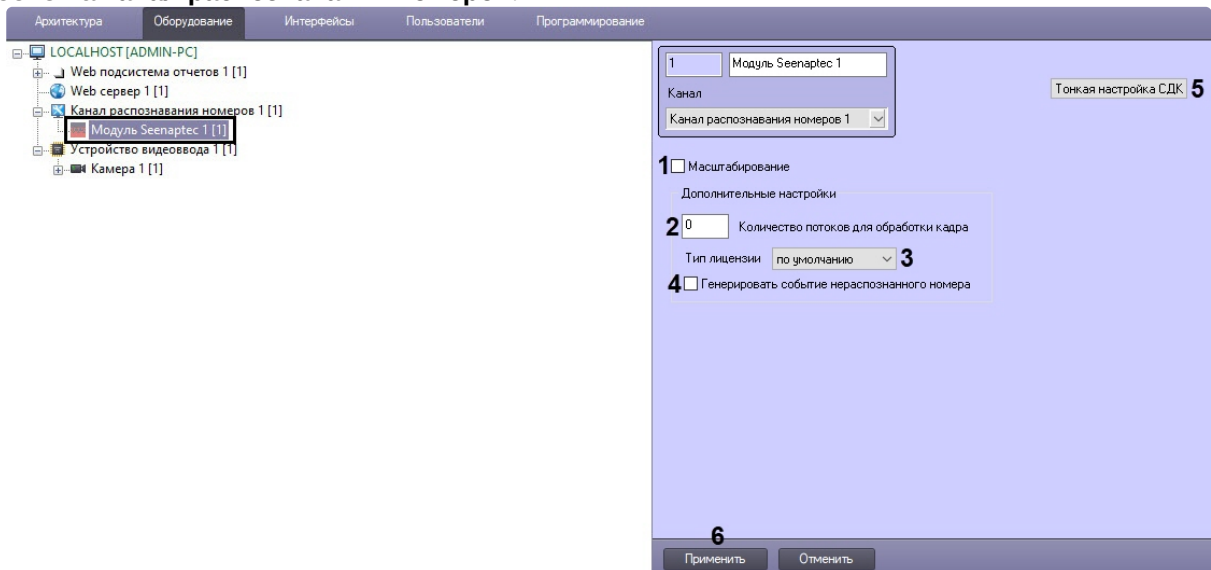 Архитектура Оборудование Интерфейсы Пользователи Программирование
LOCALHOST [ADMIN-PC]
Web подсистема отчетов 1 [1]
Web сервер 1 [1]
Канал распознавания номеров 1 [1]
Модуль Seenaptec 1 [1]
Устройство видеоввода 1 [1]
Камера 1 [1]
1 Модуль Seenaptec 1
Канал
Канал распознавания номеров 1
Тонкая настройка СДК 5
1 Масштабирование
Дополнительные настройки
2 0 Количество потоков для обработки кадра
Тип лицензии по умолчанию 3
4 Генерировать событие нераспознанного номера
6
Применить Отменить